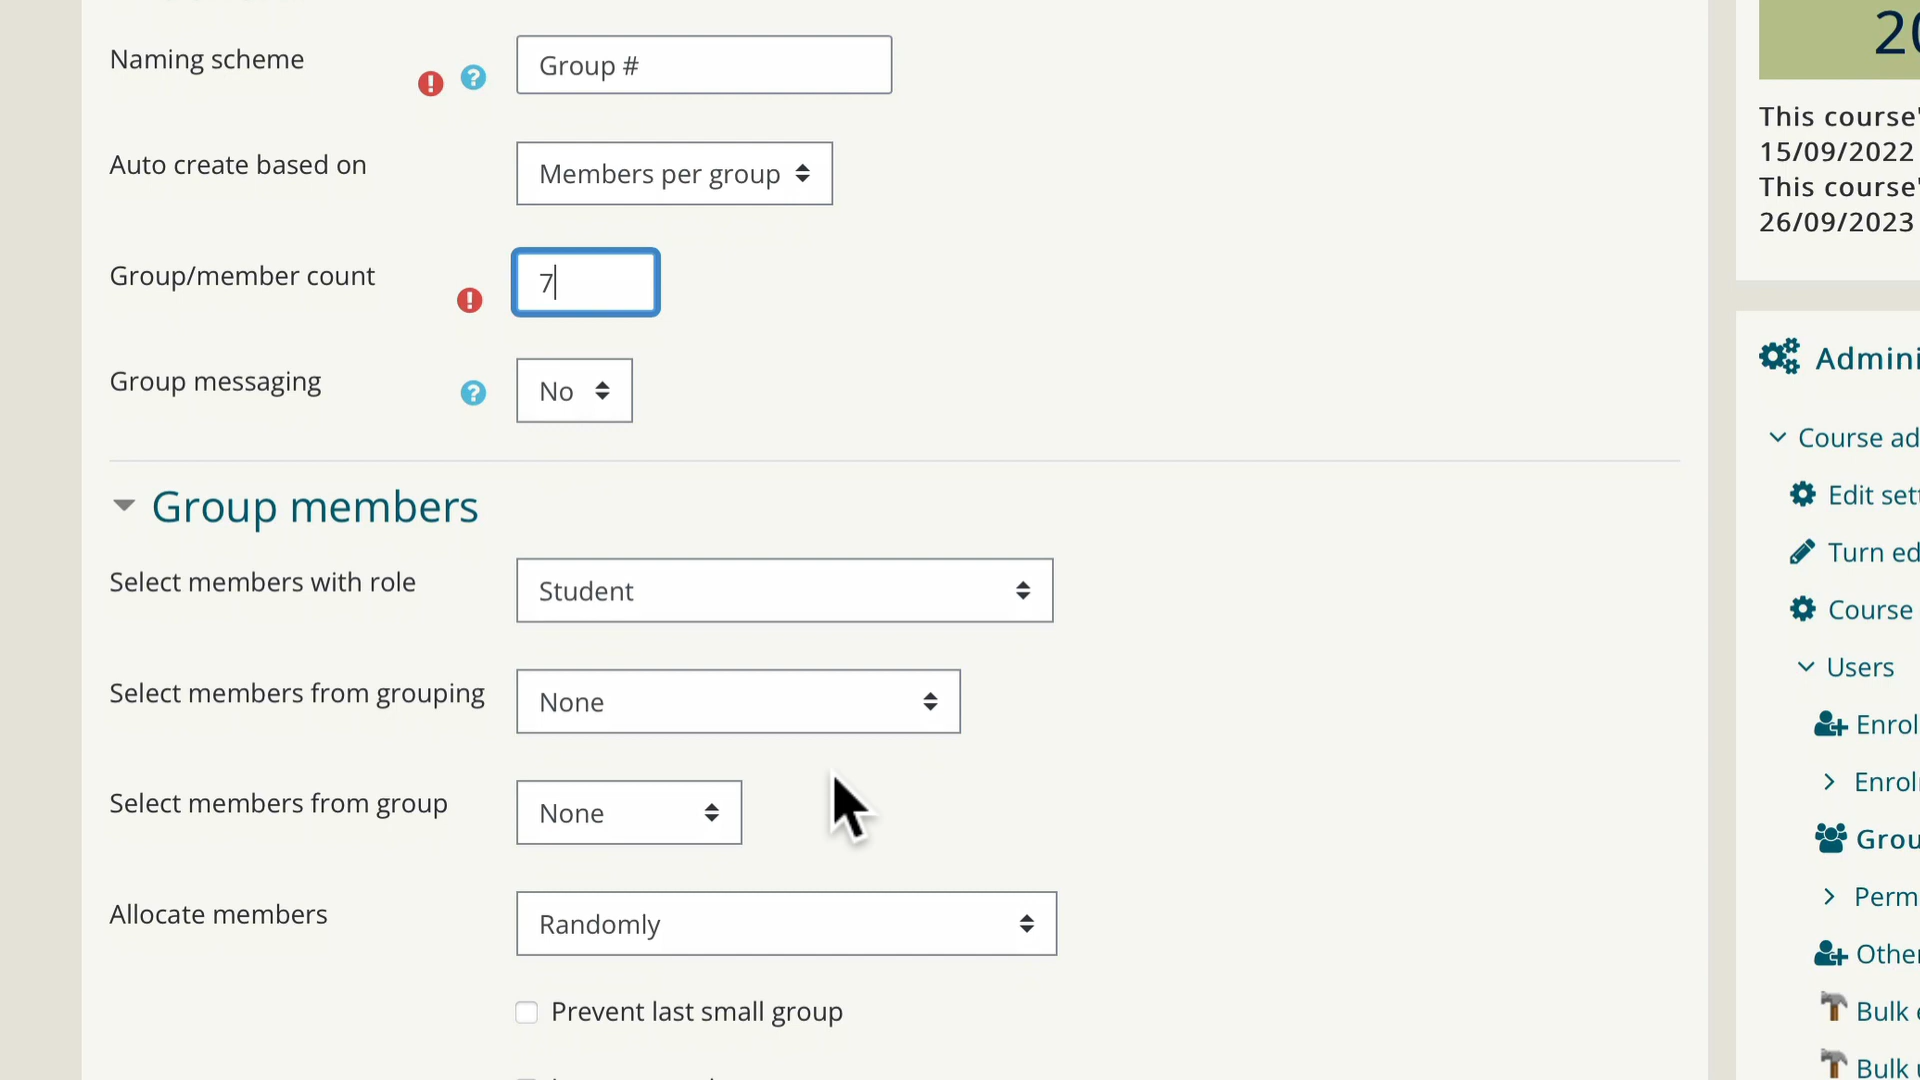 Naming scheme
Group #
Auto create based on
Members per group
Group/member count
7
Group messaging
No
Group members
Select members with role
Student
Select members from grouping
None
Select members from group
None
Allocate members
Randomly
Prevent last small group
This course'
15/09/2022
This course'
26/09/2023
Admini
Course ad
Edit set
Turn ed
Course
Users
Enrol
Enrol
Grou
Perm
Other
Bulk
Bulk